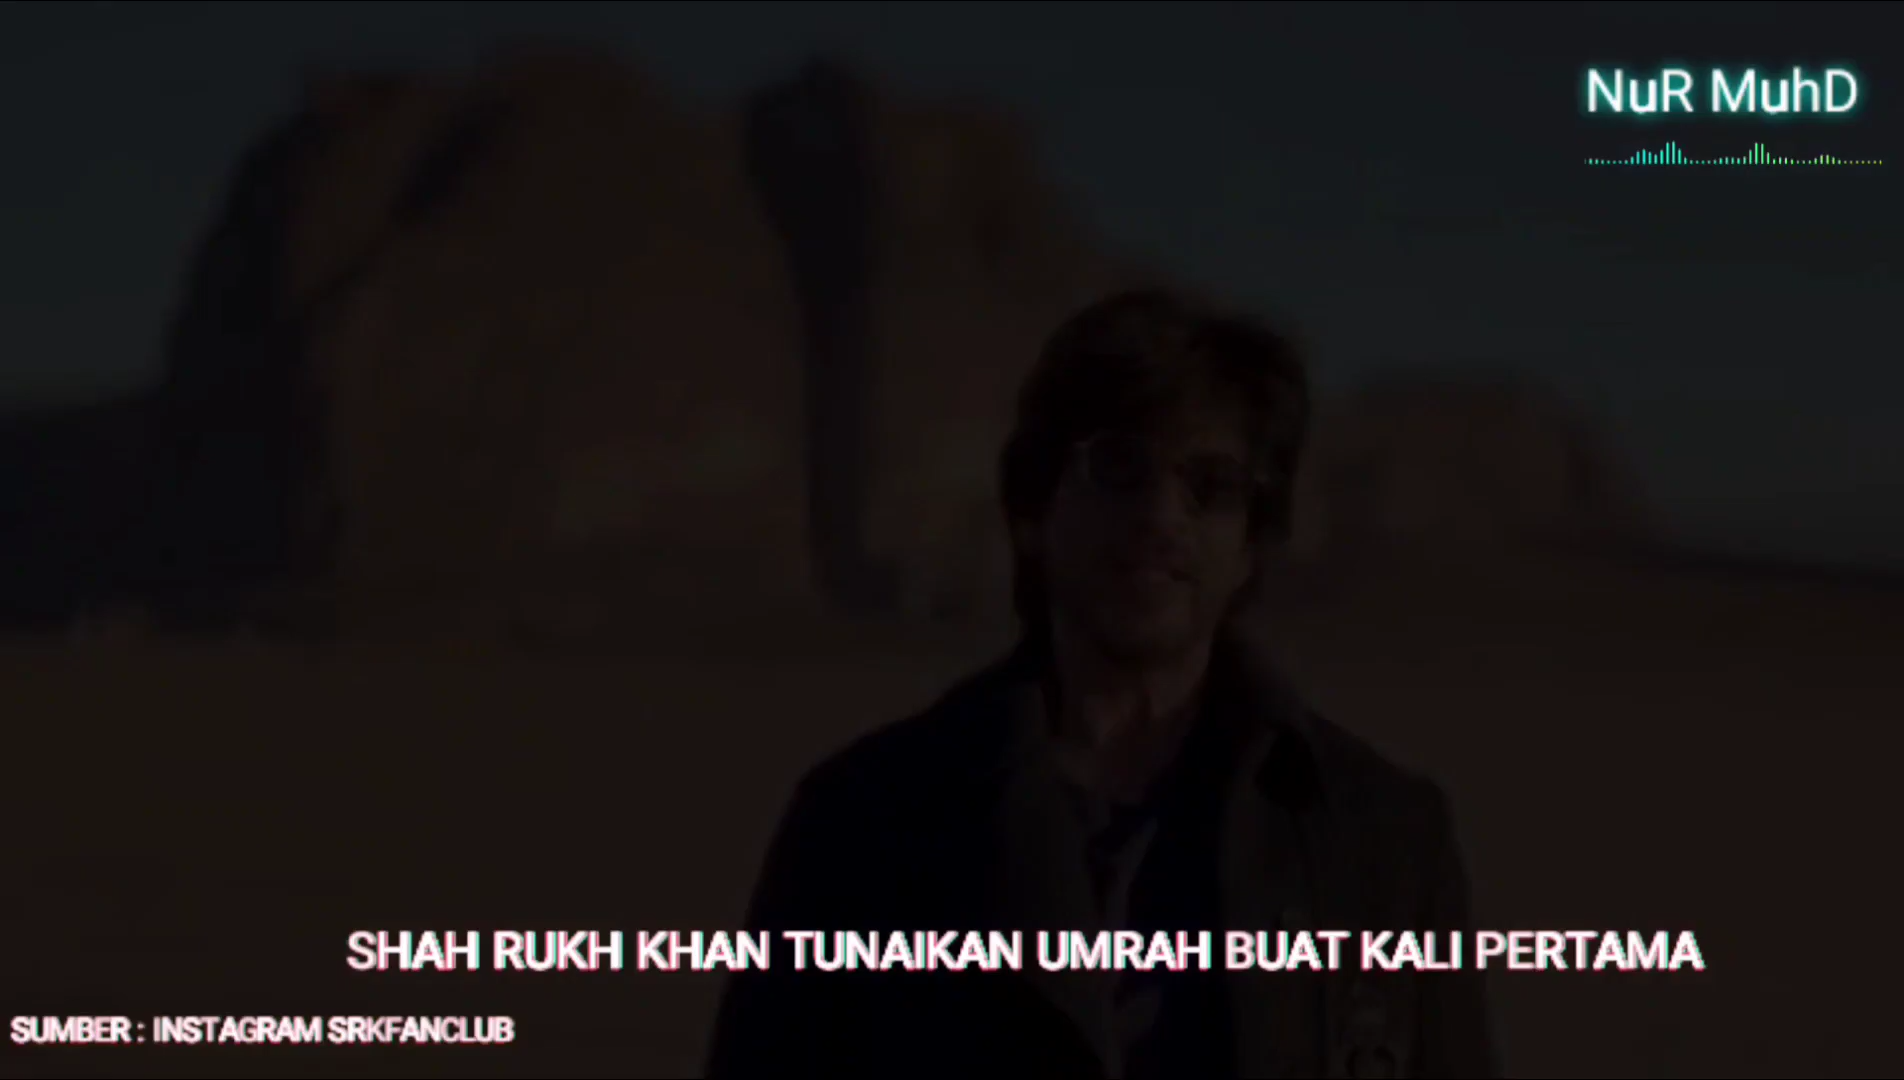 NuR MuhD
SHAH RUKH KHAN TUNAIKAN UMRAH BUAT KALI PERTAMA
SUMBER : INSTAGRAM SRKFANCLUB